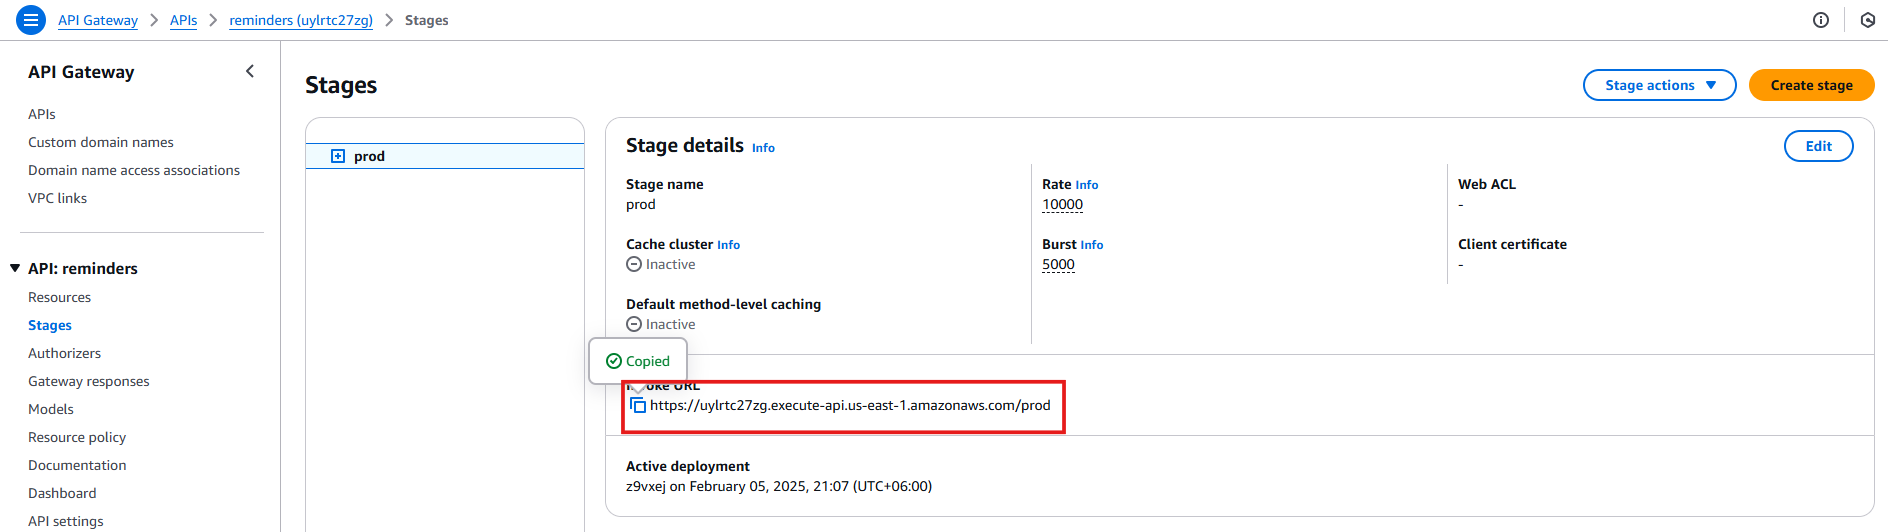 API Gateway > APIs > reminders (uylrtc27zg) > Stages
API Gateway
APIs
Custom domain names
Domain name access associations
VPC links
API: reminders
Resources
Stages
Authorizers
Gateway responses
Models
Resource policy
Documentation
Dashboard
API settings
Stages
Stage actions
Create stage
prod
Stage details Info
Edit
Stage name
prod
Rate Info
10000
Web ACL
-
Cache cluster Info
Inactive
Burst Info
5000
Client certificate
-
Default method-level caching
Inactive
Copied
URL
https://uylrtc27zg.execute-api.us-east-1.amazonaws.com/prod
Active deployment
z9vxej on February 05, 2025, 21:07 (UTC+06:00)